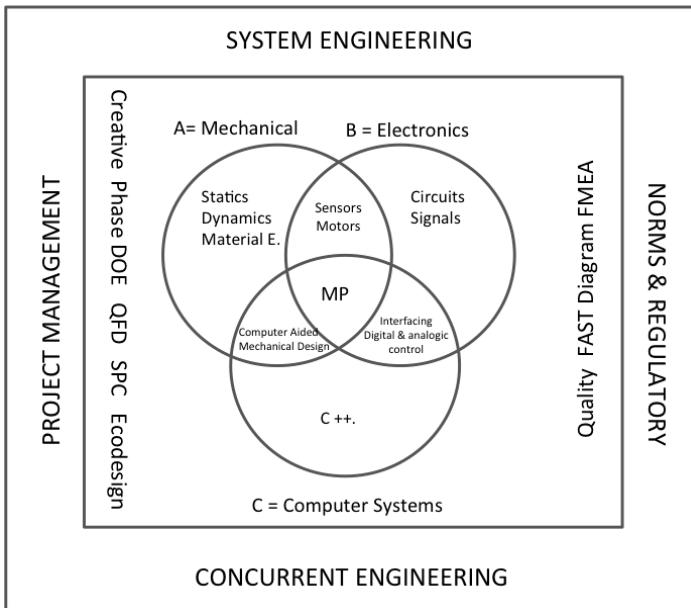 SYSTEM ENGINEERING
PROJECT MANAGEMENT
Creative Phase DOE QFD SPC Ecodesign
A= Mechanical
B = Electronics
Statics
Dynamics
Material E.
Sensors
Motors
Circuits
Signals
MP
Computer Aided
Mechanical Design
Interfacing
Digital & analogic
control
C ++.
C = Computer Systems
Quality FAST Diagram FMEA
NORMS & REGULATORY
CONCURRENT ENGINEERING